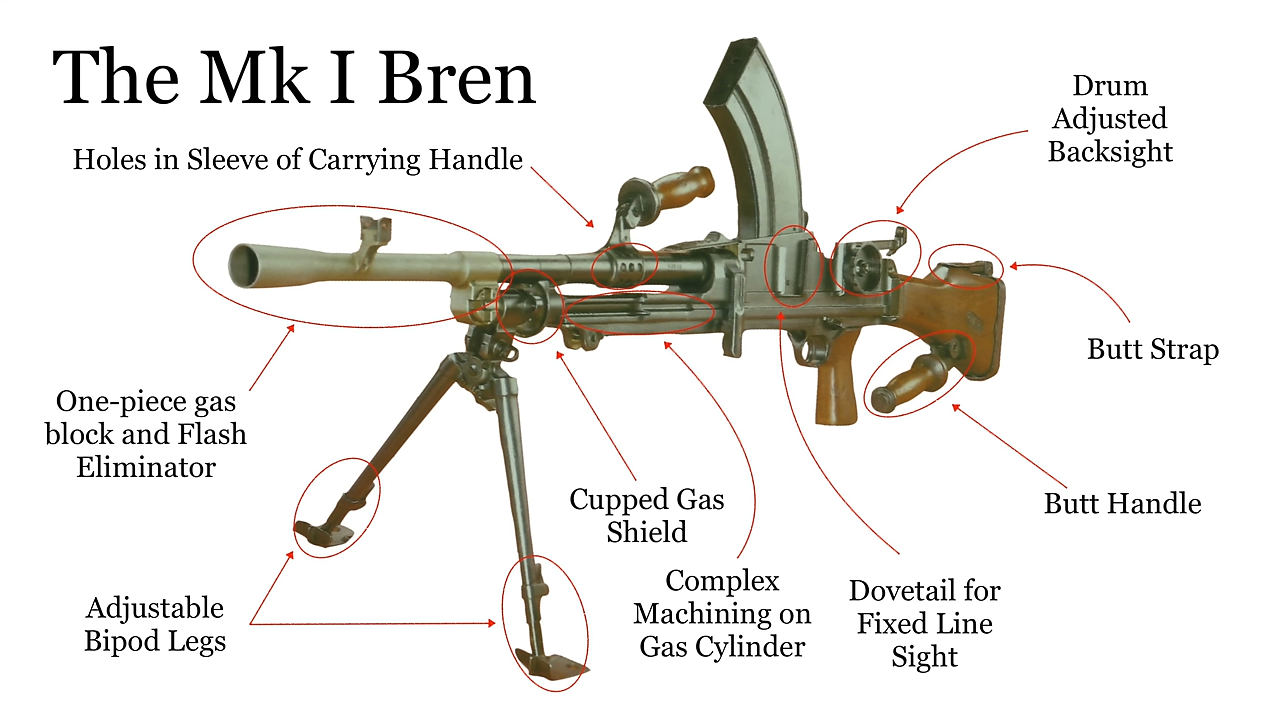 The Mk I Bren
Holes in Sleeve of Carrying Handle
Drum
Adjusted
Backsight
Butt Strap
One-piece gas
block and Flash
Eliminator
Cupped Gas
Shield
Butt Handle
Adjustable
Bipod Legs
Complex
Machining on
Gas Cylinder
Dovetail for
Fixed Line
Sight